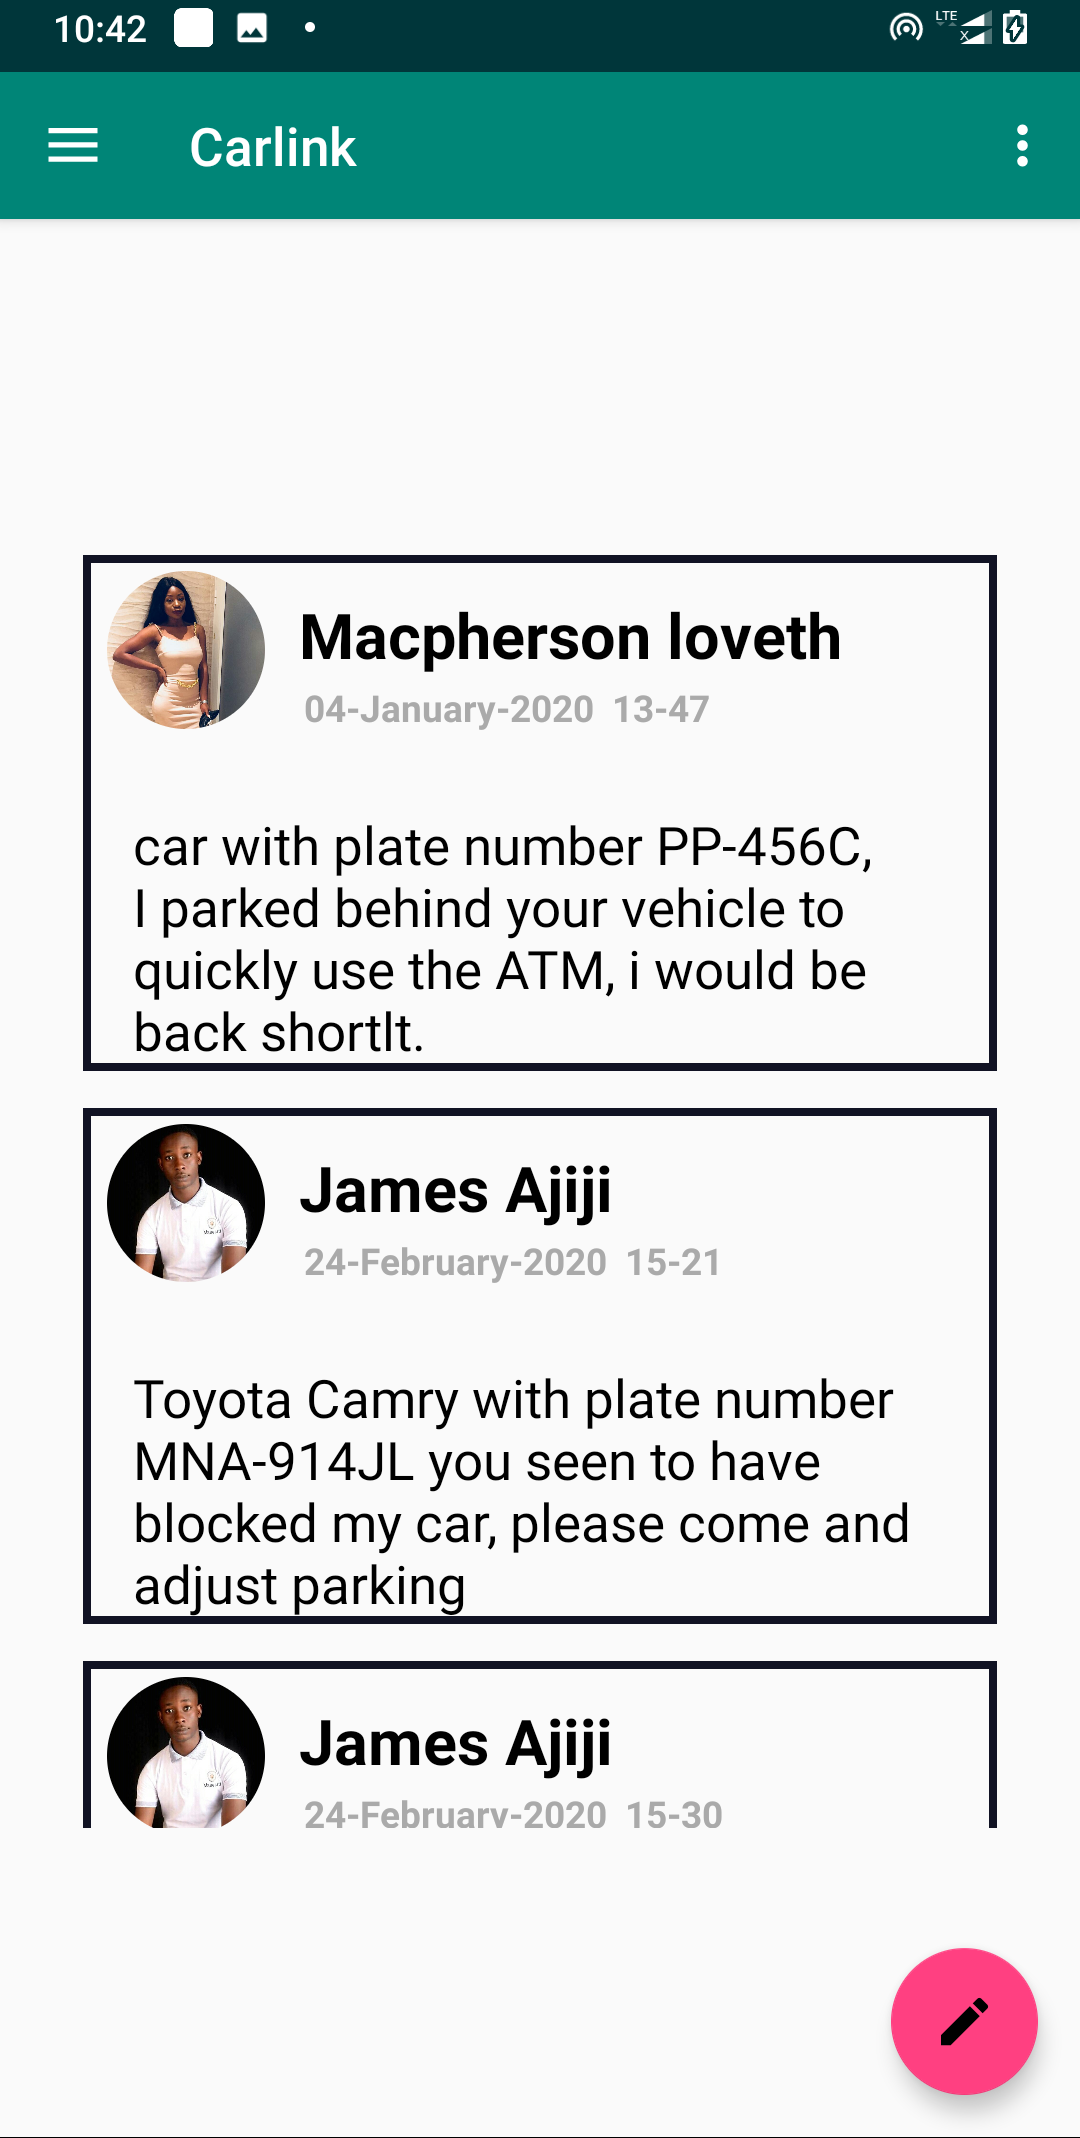 10:42
LTE
x
Carlink
Macpherson loveth
04-January-2020 13-47
car with plate number PP-456C,
I parked behind your vehicle to
quickly use the ATM, i would be
back shortlt.
James Ajiji
24-February-2020 15-21
Toyota Camry with plate number
MNA-914JL you seen to have
blocked my car, please come and
adjust parking
James Ajiji
24-February-2020 15-30